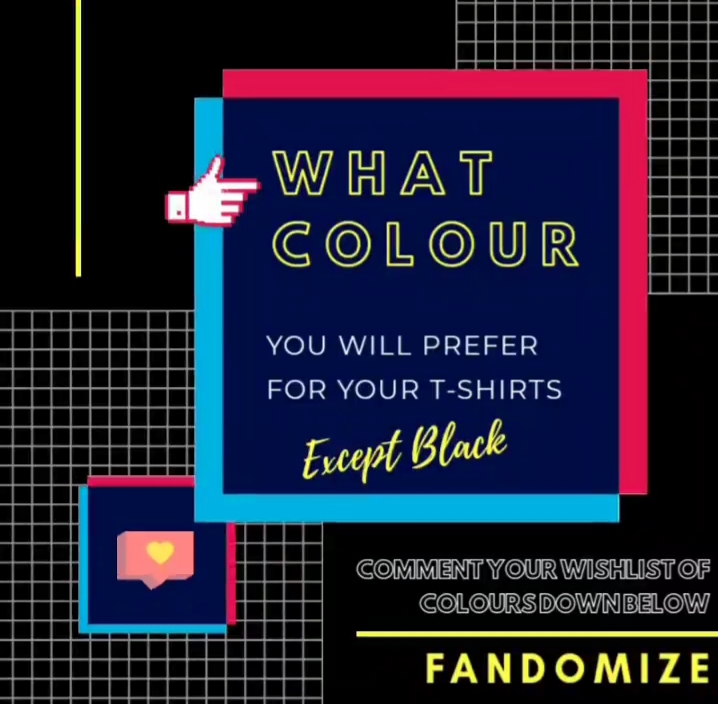 WHAT
COLOUR
YOU WILL PREFER
FOR YOUR T-SHIRTS
Except Black
COMMENT YOUR WISHLIST OF
COLOURS DOWN BELOW
FANDOMIZE